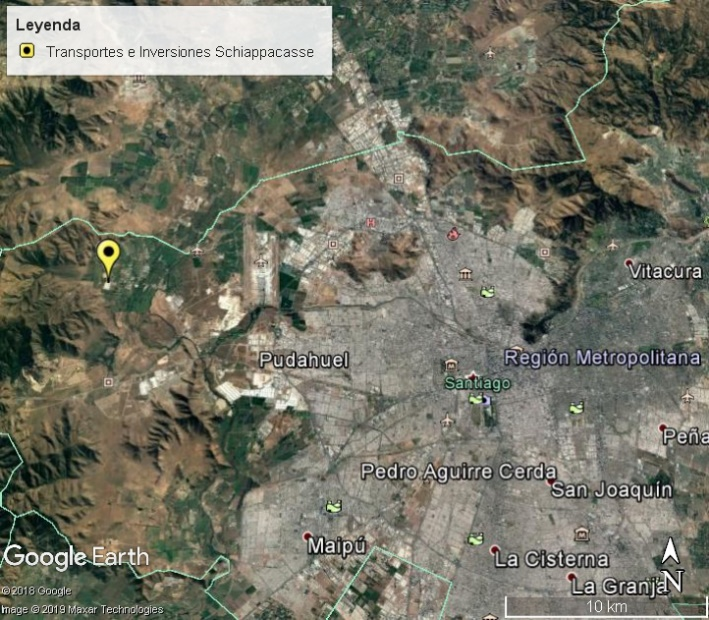 Leyenda
Transportes e Inversiones Schiappacasse
Vitacura
Pudahuel
Región Metropolitana
Santiago
Peña
Pedro Aguirre Cerda
San Joaquín
Maipú
La Cisterna
La Granja
Google Earth
N
©2018 Google
Image © 2019 Maxar Technologies
10 km